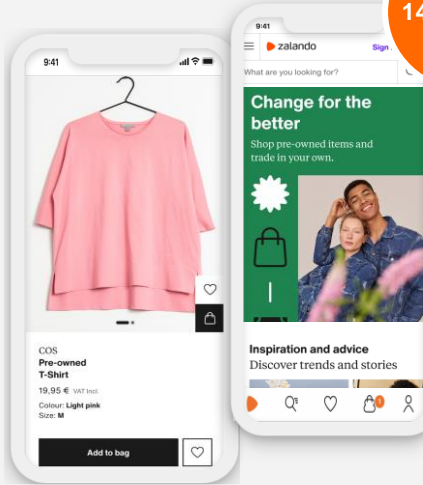 9:41
COS
Pre-owned
T-Shirt
19,95 € VAT incl.
Colour: Light pink
Size: M
Add to bag
14
9:41
zalando
Sign
What are you looking for?
Change for the
better
Shop pre-owned items and
trade in your own.
Inspiration and advice
Discover trends and stories
1